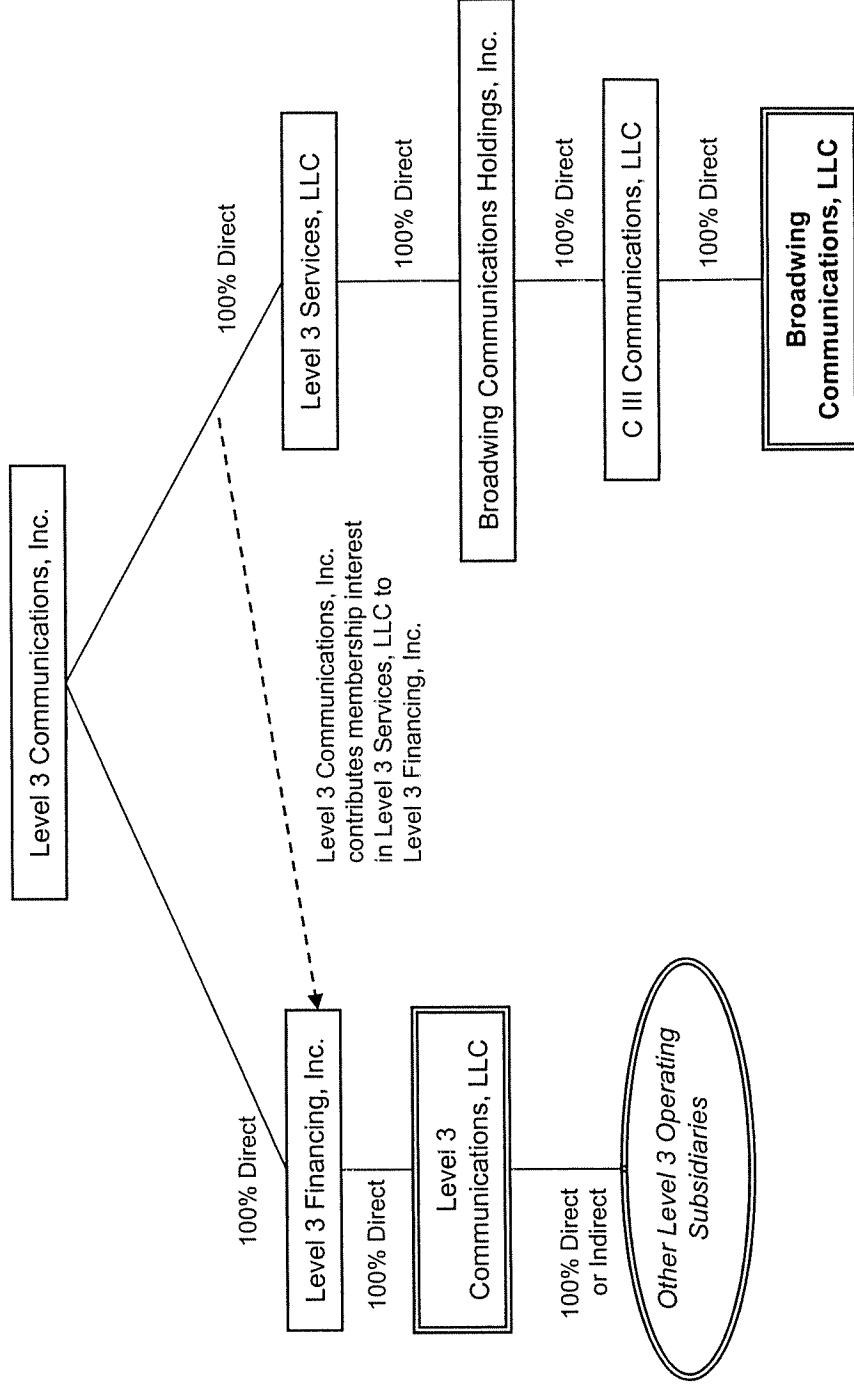 Level 3 Communications, Inc.
100% Direct
100% Direct
Level 3 Financing, Inc.
Level 3 Services, LLC
Level 3 Communications, Inc.
contributes membership interest
in Level 3 Services, LLC to
Level 3 Financing, Inc.
100% Direct
100% Direct
Level 3
Communications, LLC
Broadwing Communications Holdings, Inc.
100% Direct
or Indirect
100% Direct
Other Level 3 Operating
Subsidiaries
C III Communications, LLC
100% Direct
Broadwing
Communications, LLC